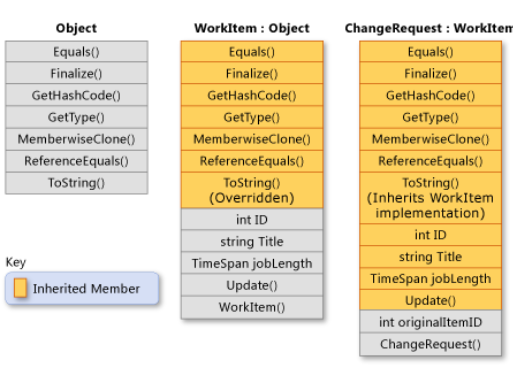 Object
Equals()
Finalize()
GetHashCode()
GetType()
MemberwiseClone()
ReferenceEquals()
ToString()
Key
Inherited Member
WorkItem : Object
Equals()
Finalize()
GetHashCode()
GetType()
MemberwiseClone()
ReferenceEquals()
ToString()
(Overridden)
int ID
string Title
TimeSpan jobLength
Update()
WorkItem()
ChangeRequest : WorkItem
Equals()
Finalize()
GetHashCode()
GetType()
MemberwiseClone()
ReferenceEquals()
ToString()
(Inherits WorkItem
implementation)
int ID
string Title
TimeSpan jobLength
Update()
int originalItemID
ChangeRequest()